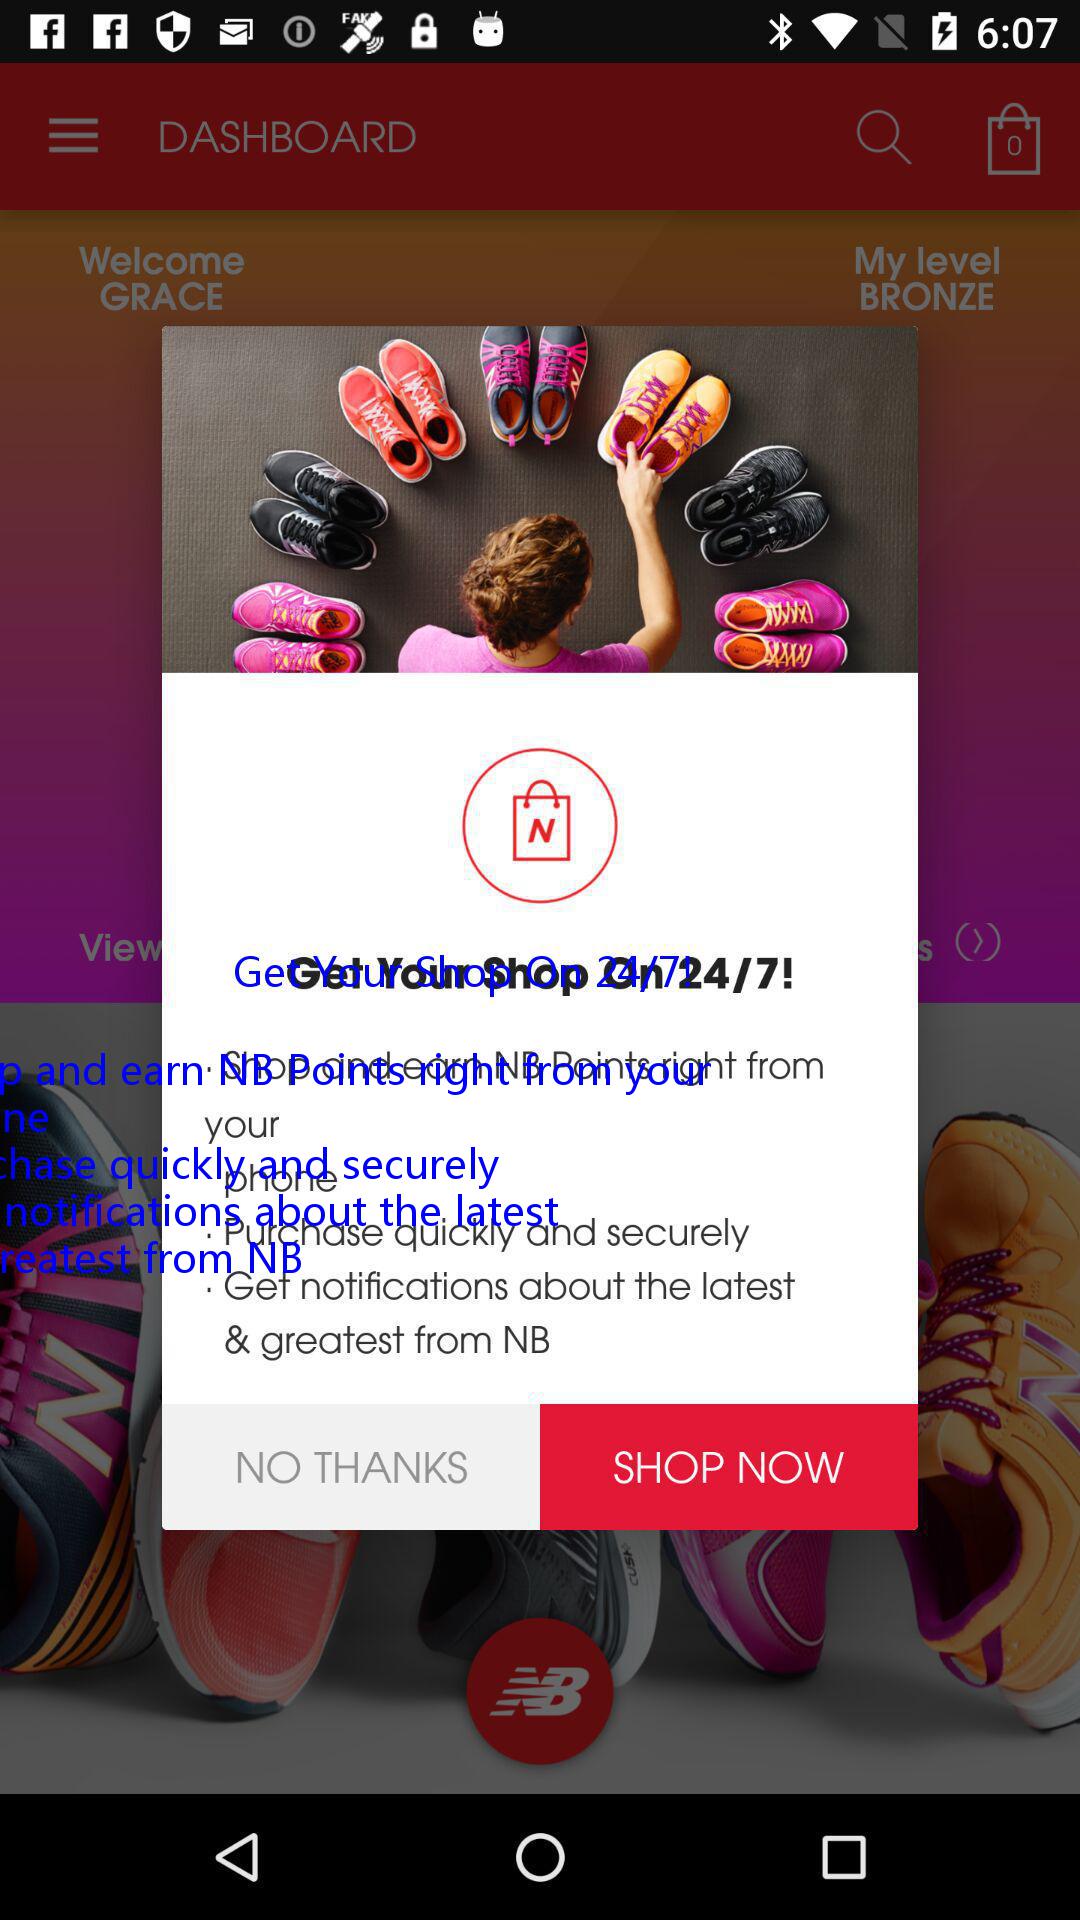 FAKE
6:07
DASHBOARD
0
Welcome
GRACE
My level
BRONZE
N
View
s
Get Your Shop On 24/7!
Get Your Shop On 24/7!
· Shop and earn NB Points right from
your
phone
· Purchase quickly and securely
· Get notifications about the latest
& greatest from NB
p and earn NB Points right from your
ne
chase quickly and securely
notifications about the latest
reatest from NB
NO THANKS
SHOP NOW
CUSH
NB